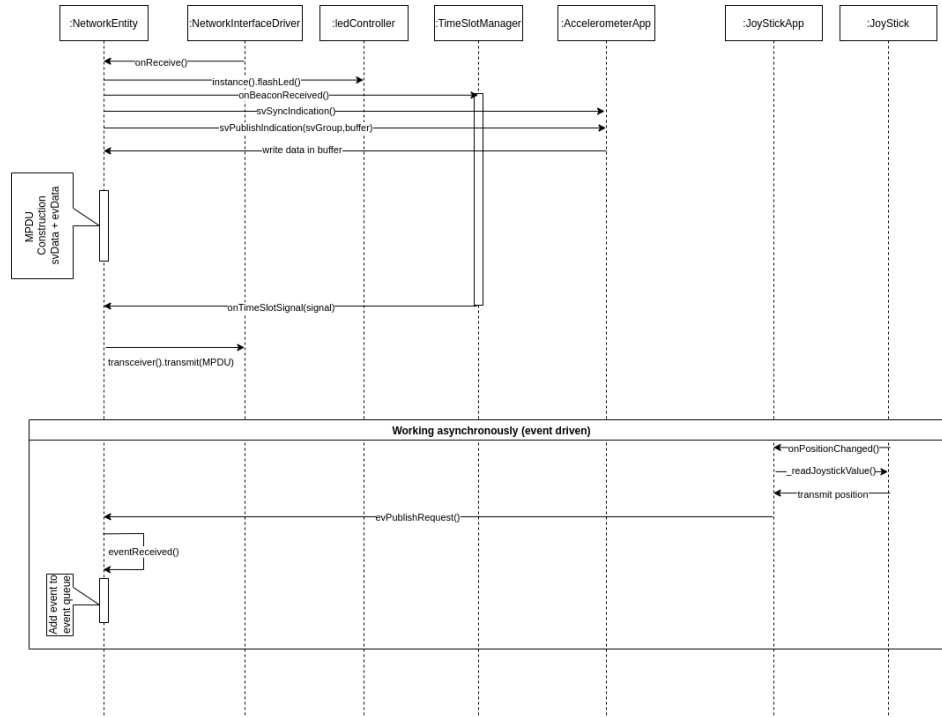 :NetworkEntity
:NetworkInterfaceDriver
:ledController
:TimeSlotManager
:AccelerometerApp
:JoyStickApp
:JoyStick
onReceive()
instance().flashLed()
onBeaconReceived()
svSyncIndication()
svPublishIndication(svGroup,buffer)
write data in buffer
MPDU
Construction
svData + evData
onTimeSlotSignal(signal)
transceiver().transmit(MPDU)
Working asynchronously (event driven)
onPositionChanged()
_readJoystickValue()
transmit position
evPublishRequest()
eventReceived()
Add event to
event queue